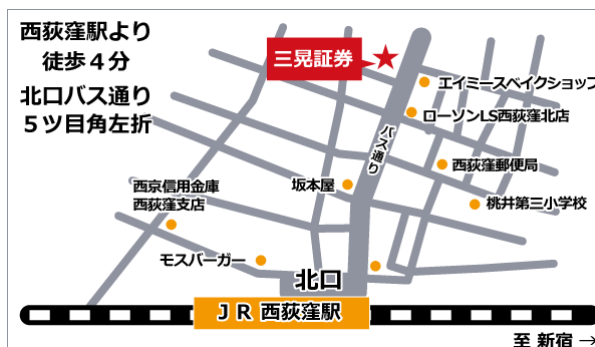 西荻窪駅より
徒歩４分
北口バス通り
５ツ目角左折
三晃証券
エイミースベイクショップ
ローソンLS西荻窪北店
バス通り
西荻窪郵便局
坂本屋
桃井第三小学校
西京信用金庫
西荻窪支店
モスバーガー
北口
ＪＲ 西荻窪駅
至 新宿 →